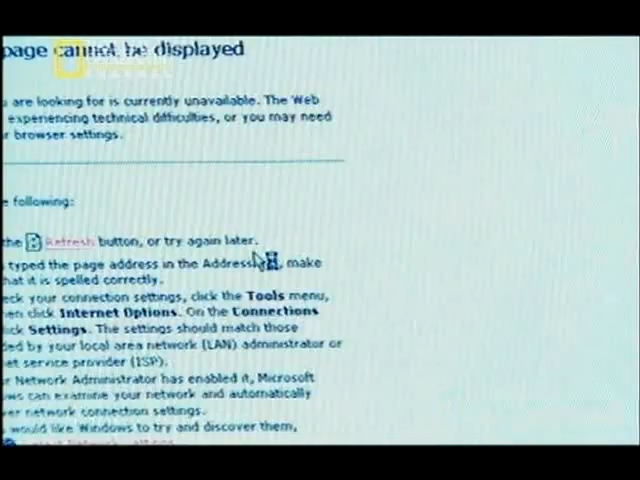 page cannot be displayed
CHANNEL
u are looking for is currently unavailable. The Web
experiencing technical difficulties, or you may need
r browser settings.
e following:
the Refresh button, or try again later.
typed the page address in the Address , make
hat it is spelled correctly.
eck your connection settings, click the Tools menu,
hen click Internet Options. On the Connections
lick Settings. The settings should match those
ded by your local area network (LAN) administrator or
et service provider (ISP).
r Network Administrator has enabled it, Microsoft
ows can examine your network and automatically
ver network connection settings.
would like Windows to try and discover them,